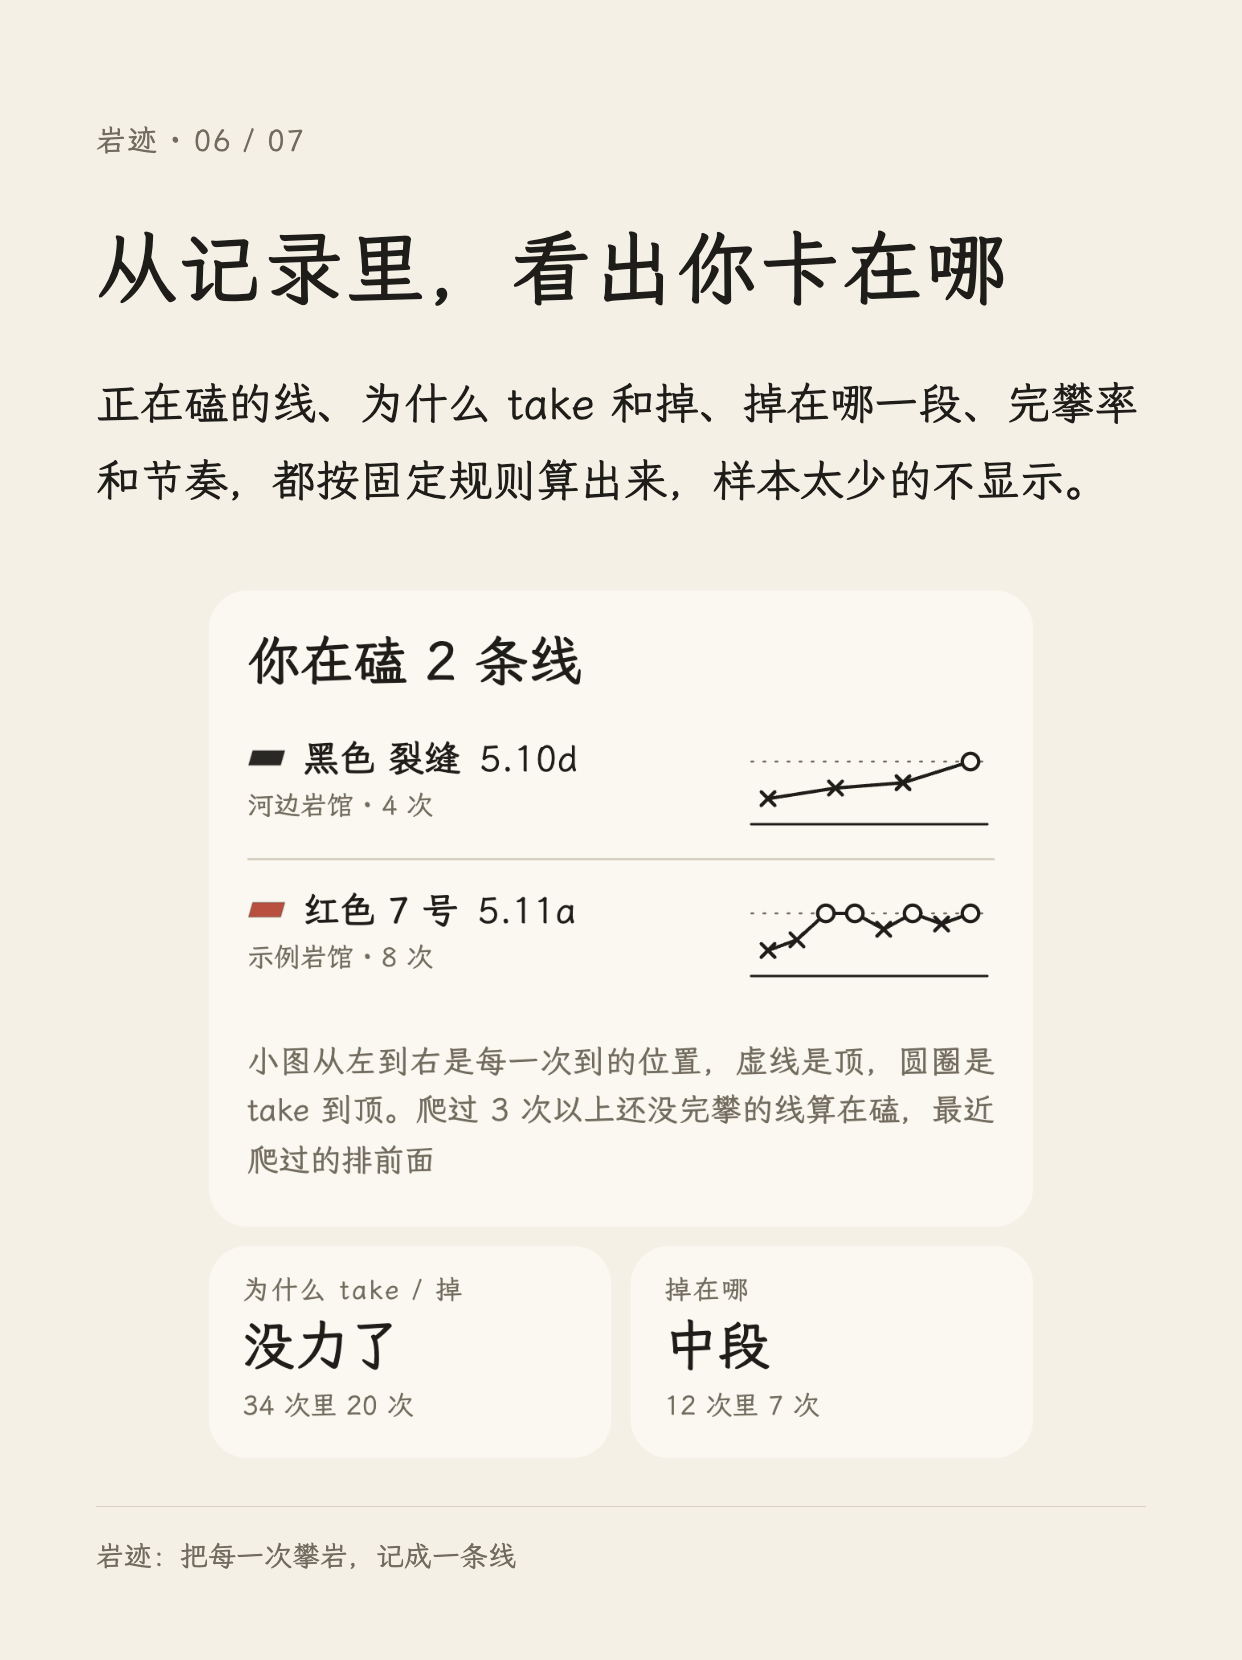 岩迹・06 / 07
从记录里，看出你卡在哪
正在磕的线、为什么 take 和掉、掉在哪一段、完攀率
和节奏，都按固定规则算出来，样本太少的不显示。
你在磕 2 条线
黑色 裂缝 5.10d
河边岩馆・4 次
红色 7 号 5.11a
示例岩馆・8 次
小图从左到右是每一次到的位置，虚线是顶，圆圈是
take 到顶。爬过 3 次以上还没完攀的线算在磕，最近
爬过的排前面
为什么 take / 掉
没力了
34 次里 20 次
掉在哪
中段
12 次里 7 次
岩迹：把每一次攀岩，记成一条线